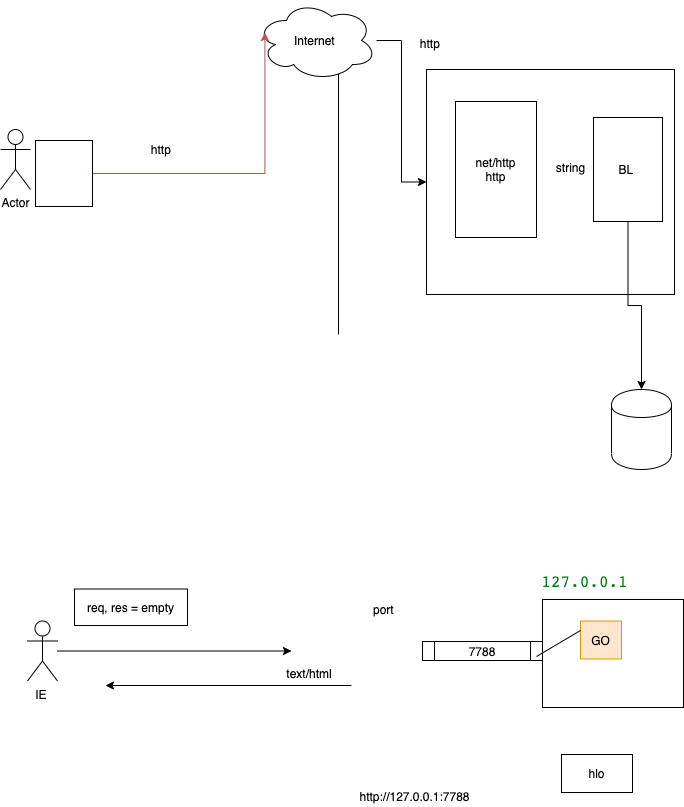 Internet
http
http
net/http
http
string
BL
Actor
127.0.0.1
req, res = empty
port
GO
7788
text/html
IE
hlo
http://127.0.0.1:7788